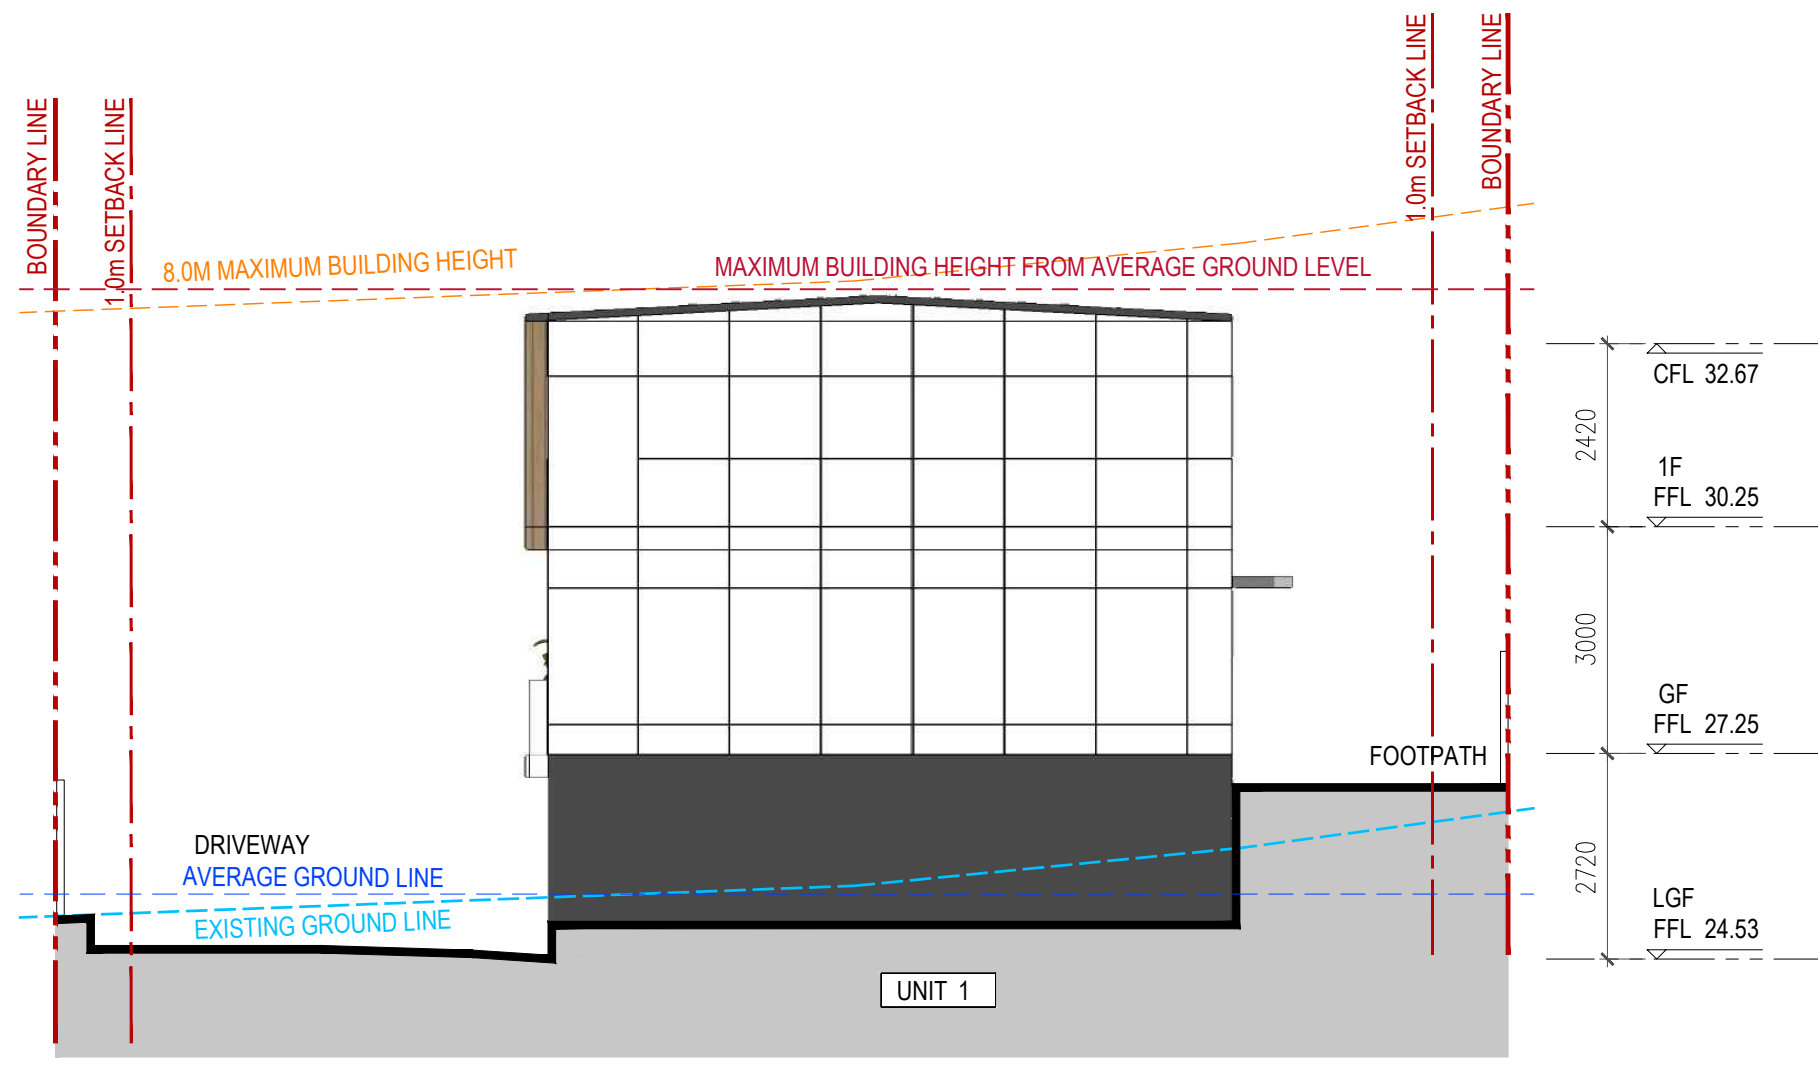 BOUNDARY LINE
1.0m SETBACK LINE
1.0m SETBACK LINE
BOUNDARY LINE
8.0M MAXIMUM BUILDING HEIGHT
MAXIMUM BUILDING HEIGHT FROM AVERAGE GROUND LEVEL
CFL 32.67
2420
1F
FFL 30.25
3000
GF
FFL 27.25
FOOTPATH
DRIVEWAY
AVERAGE GROUND LINE
EXISTING GROUND LINE
2720
LGF
FFL 24.53
UNIT 1